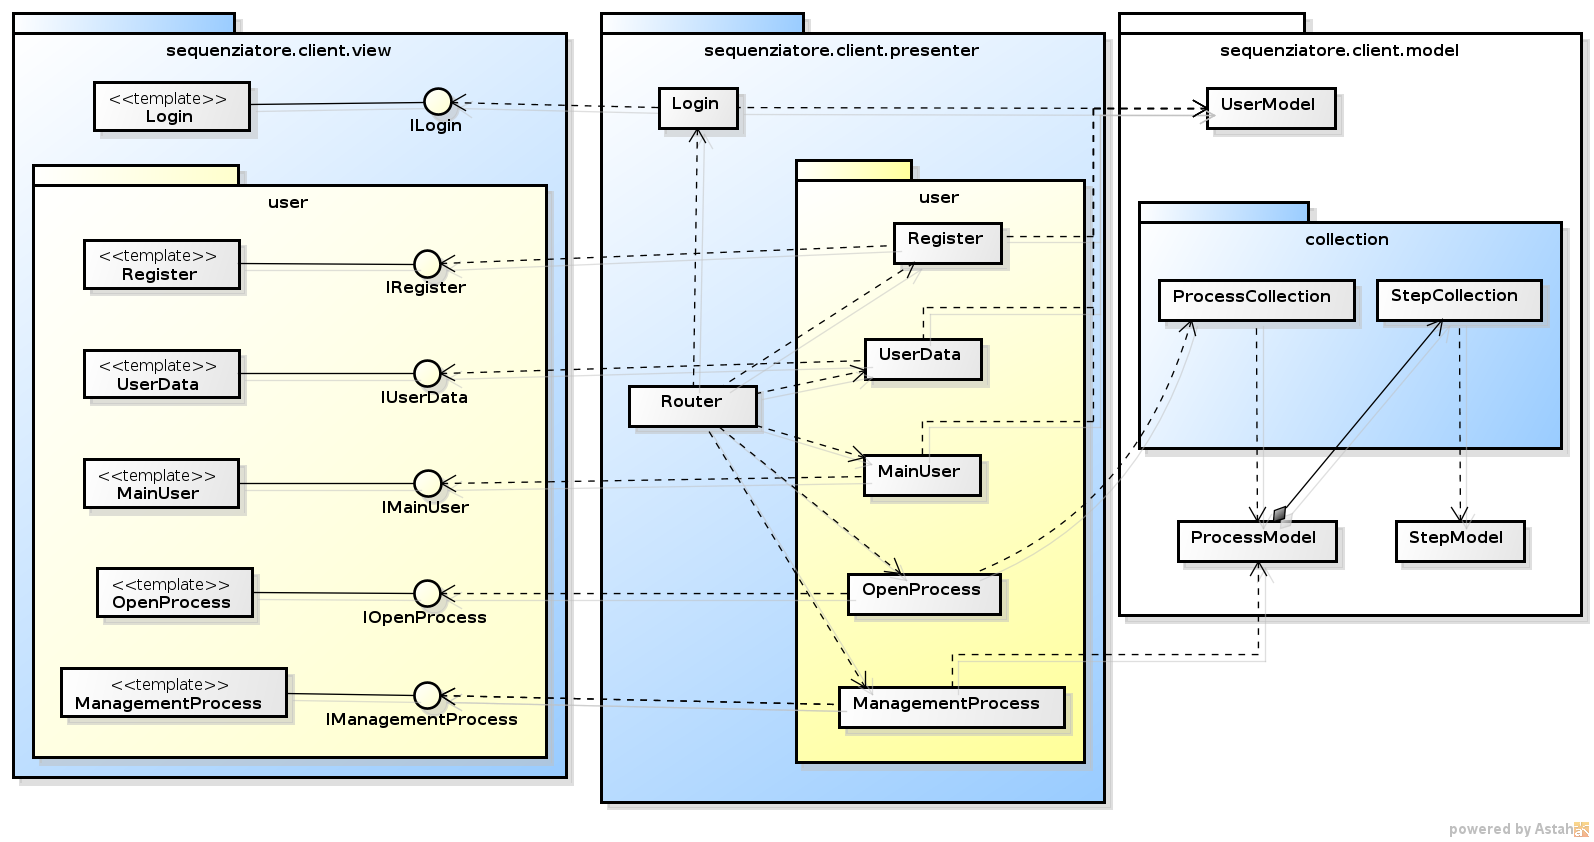 sequenziatore.client.view
<<template>>
Login
ILogin
user
<<template>>
Register
IRegister
<<template>>
UserData
IUserData
<<template>>
MainUser
IMainUser
<<template>>
OpenProcess
IOpenProcess
<<template>>
ManagementProcess
IManagementProcess
sequenziatore.client.presenter
Login
user
Register
UserData
Router
MainUser
OpenProcess
ManagementProcess
sequenziatore.client.model
UserModel
collection
ProcessCollection
StepCollection
ProcessModel
StepModel
powered by Astah